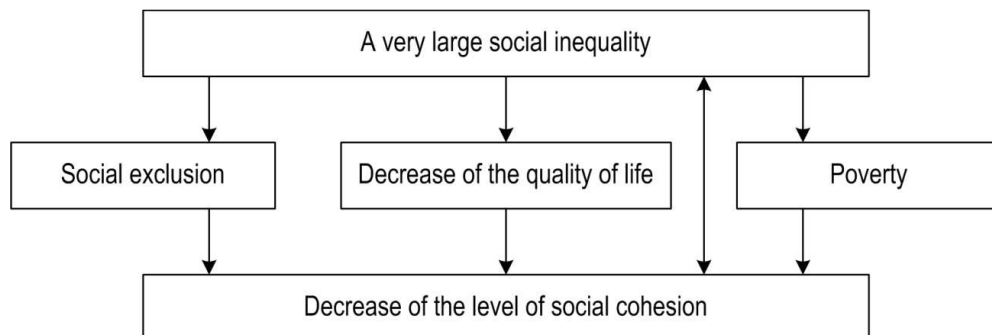 A very large social inequality
Social exclusion
Decrease of the quality of life
Poverty
Decrease of the level of social cohesion